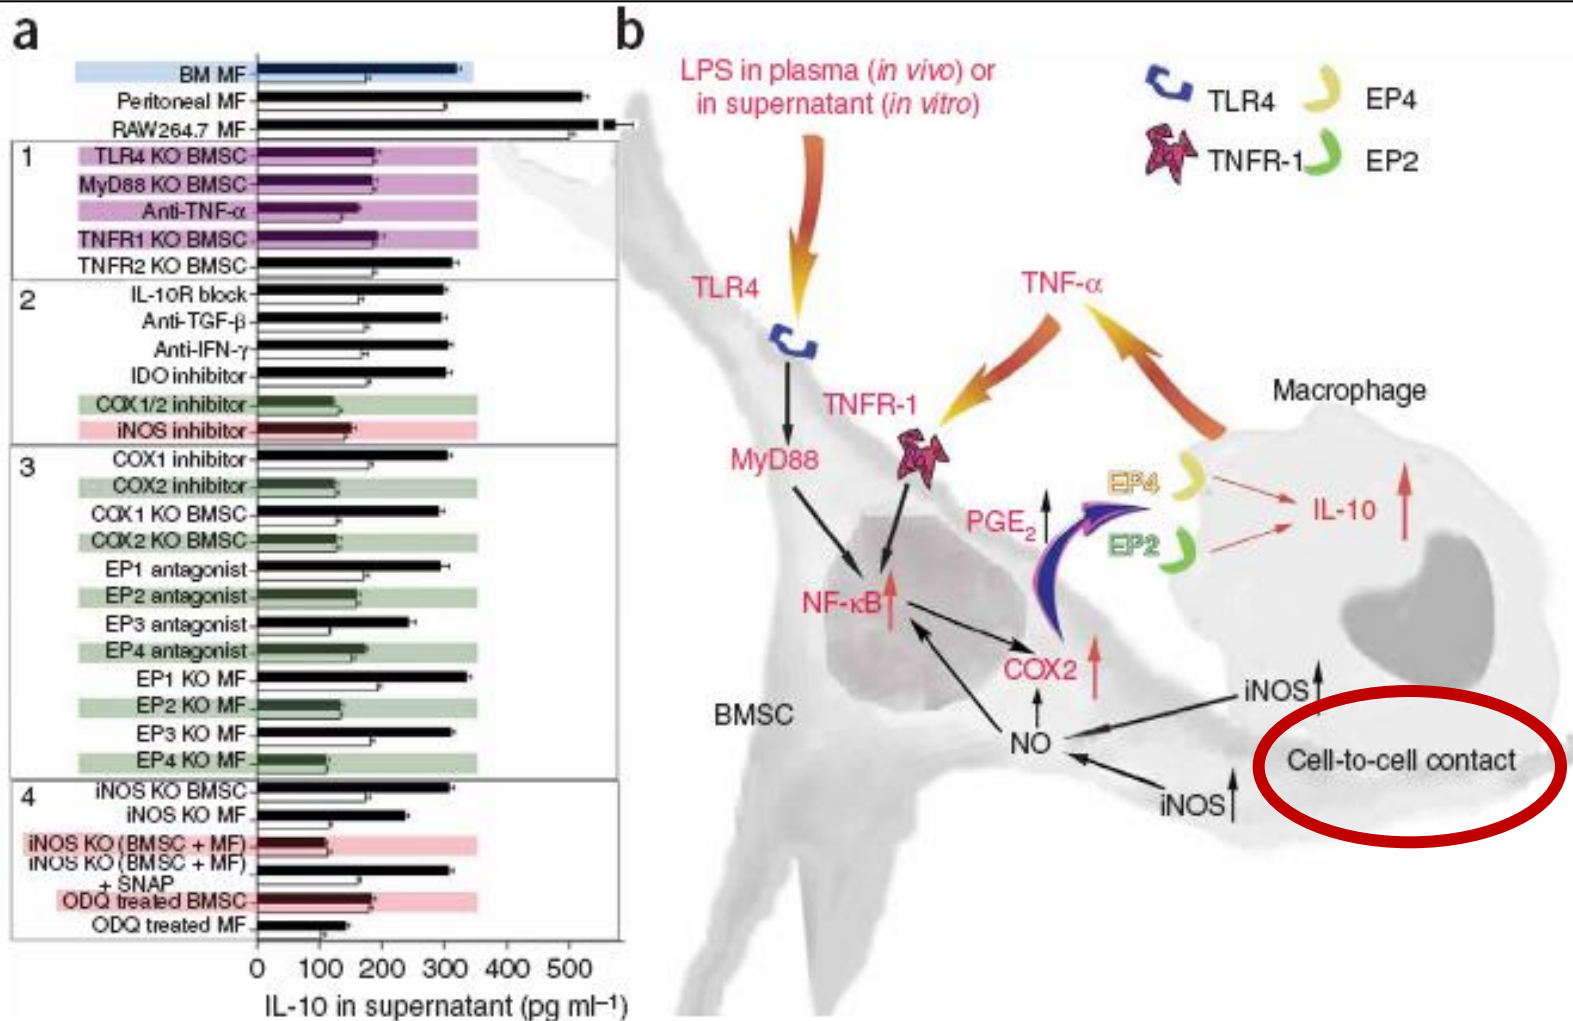 a
BM MF
Peritoneal MF
RAW264.7 MF
1
TLR4 KO BMSC
MyD88 KO BMSC
Anti-TNF-α
TNFR1 KO BMSC
TNFR2 KO BMSC
2
IL-10R block
Anti-TGF-β
Anti-IFN-γ
IDO inhibitor
COX1/2 inhibitor
iNOS inhibitor
3
COX1 inhibitor
COX2 inhibitor
COX1 KO BMSC
COX2 KO BMSC
EP1 antagonist
EP2 antagonist
EP3 antagonist
EP4 antagonist
EP1 KO MF
EP2 KO MF
EP3 KO MF
EP4 KO MF
4
iNOS KO BMSC
iNOS KO MF
iNOS KO (BMSC + MF)
iNOS KO (BMSC + MF)
+ SNAP
ODQ treated BMSC
ODQ treated MF
0 100 200 300 400 500
IL-10 in supernatant (pg ml⁻¹)
b
LPS in plasma (in vivo) or
in supernatant (in vitro)
TLR4
EP4
TNFR-1
EP2
TLR4
TNF-α
Macrophage
TNFR-1
MyD88
EP4
IL-10
PGE₂
EP2
NF-κB
COX2
iNOS
BMSC
NO
Cell-to-cell contact
iNOS